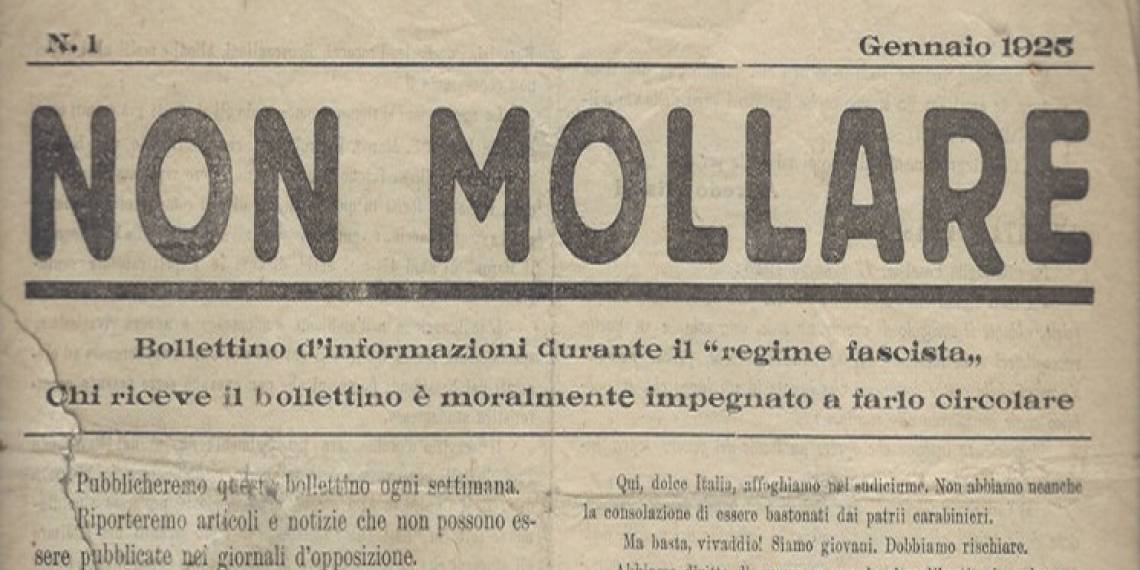 N. 1
Gennaio 1925
NON MOLLARE
Bollettino d'informazioni durante il “regime fascista„
Chi riceve il bollettino è moralmente impegnato a farlo circolare
Pubblicheremo questo bollettino ogni settimana.
Riporteremo articoli e notizie che non possono es-
sere pubblicate nei giornali d'opposizione.
Qui, dolce Italia, affoghiamo nel sudiciume. Non abbiamo neanche
la consolazione di essere bastonati dai patrii carabinieri.
Ma basta, vivaddio! Siamo giovani. Dobbiamo rischiare.